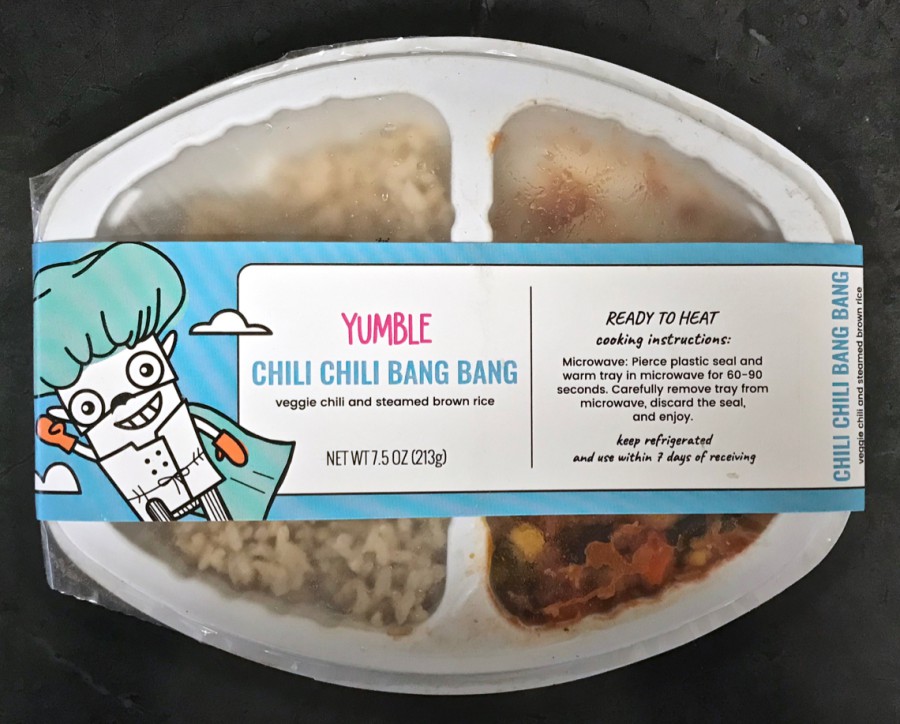 YUMBLE
CHILI CHILI BANG BANG
veggie chili and steamed brown rice
NET WT 7.5 OZ (213g)
READY TO HEAT
cooking instructions:
Microwave: Pierce plastic seal and
warm tray in microwave for 60-90
seconds. Carefully remove tray from
microwave, discard the seal,
and enjoy.
keep refrigerated
and use within 7 days of receiving
CHILI CHILI BANG BANG
veggie chili and steamed brown rice